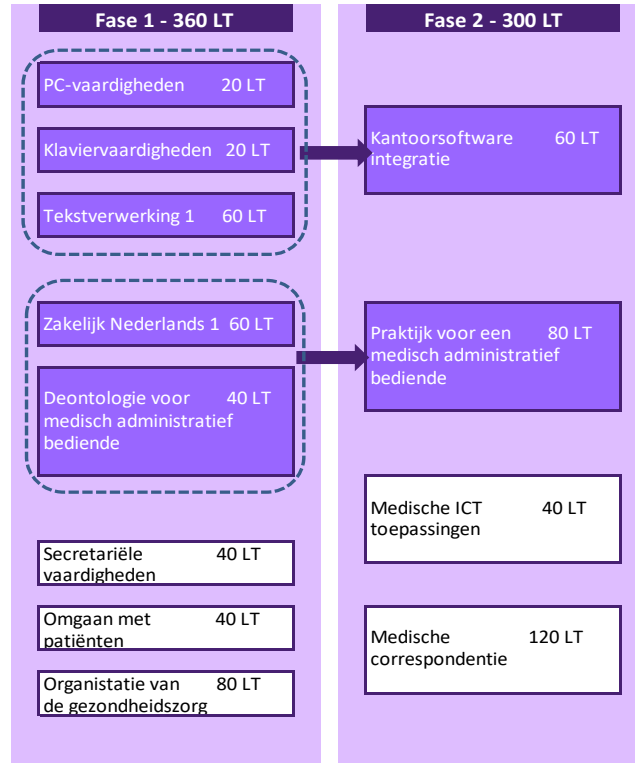 Fase 1 - 360 LT
PC-vaardigheden 20 LT
Klaviervaardigheden 20 LT
Tekstverwerking 1 60 LT
Zakelijk Nederlands 1 60 LT
Deontologie voor 40 LT
medisch administratief
bediende
Secretariële 40 LT
vaardigheden
Omgaan met 40 LT
patiënten
Organistatie van 80 LT
de gezondheidszorg
Fase 2 - 300 LT
Kantoorsoftware 60 LT
integratie
Praktijk voor een 80 LT
medisch administratief
bediende
Medische ICT 40 LT
toepassingen
Medische 120 LT
correspondentie